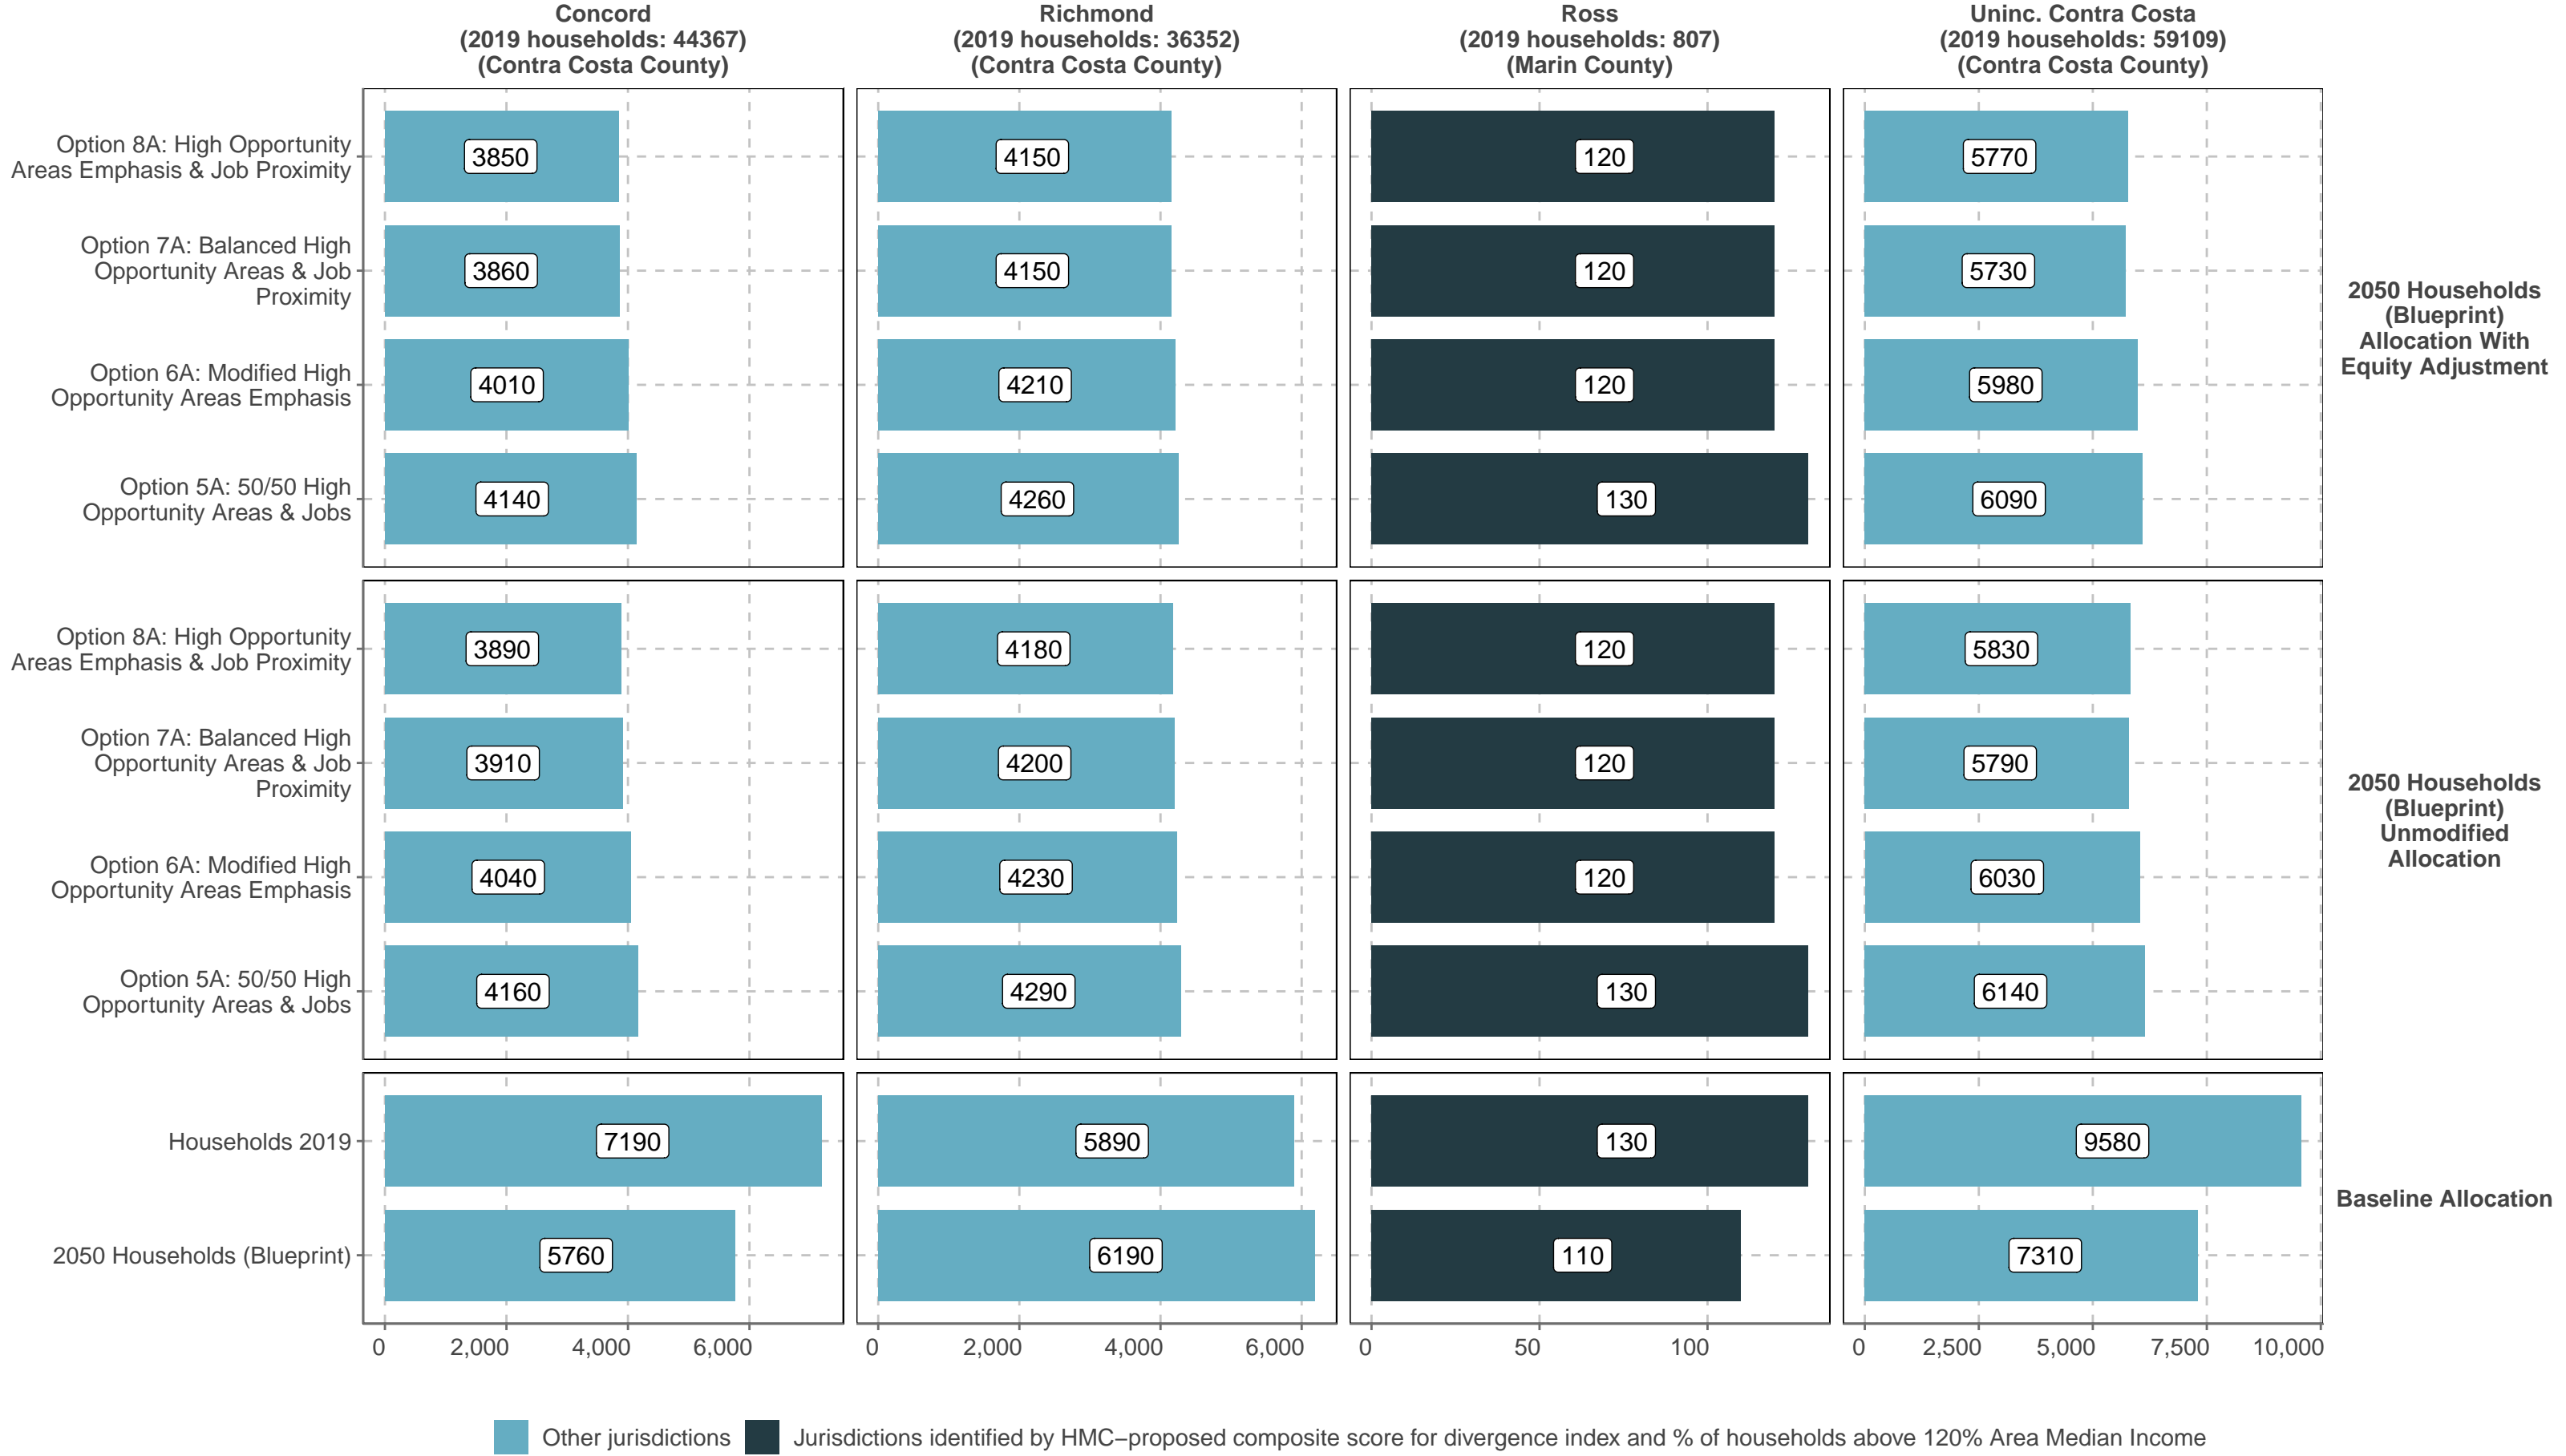 Concord
(2019 households: 44367)
(Contra Costa County)
Richmond
(2019 households: 36352)
(Contra Costa County)
Ross
(2019 households: 807)
(Marin County)
Uninc. Contra Costa
(2019 households: 59109)
(Contra Costa County)
Option 8A: High Opportunity
Areas Emphasis & Job Proximity
3850
4150
120
5770
Option 7A: Balanced High
Opportunity Areas & Job
Proximity
3860
4150
120
5730
Option 6A: Modified High
Opportunity Areas Emphasis
4010
4210
120
5980
Option 5A: 50/50 High
Opportunity Areas & Jobs
4140
4260
130
6090
2050 Households
(Blueprint)
Allocation With
Equity Adjustment
Option 8A: High Opportunity
Areas Emphasis & Job Proximity
3890
4180
120
5830
Option 7A: Balanced High
Opportunity Areas & Job
Proximity
3910
4200
120
5790
Option 6A: Modified High
Opportunity Areas Emphasis
4040
4230
120
6030
Option 5A: 50/50 High
Opportunity Areas & Jobs
4160
4290
130
6140
2050 Households
(Blueprint)
Unmodified
Allocation
Households 2019
7190
5890
130
9580
2050 Households (Blueprint)
5760
6190
110
7310
Baseline Allocation
0 2,000 4,000 6,000
0 2,000 4,000 6,000
0 50 100
0 2,500 5,000 7,500 10,000
Other jurisdictions
Jurisdictions identified by HMC−proposed composite score for divergence index and % of households above 120% Area Median Income